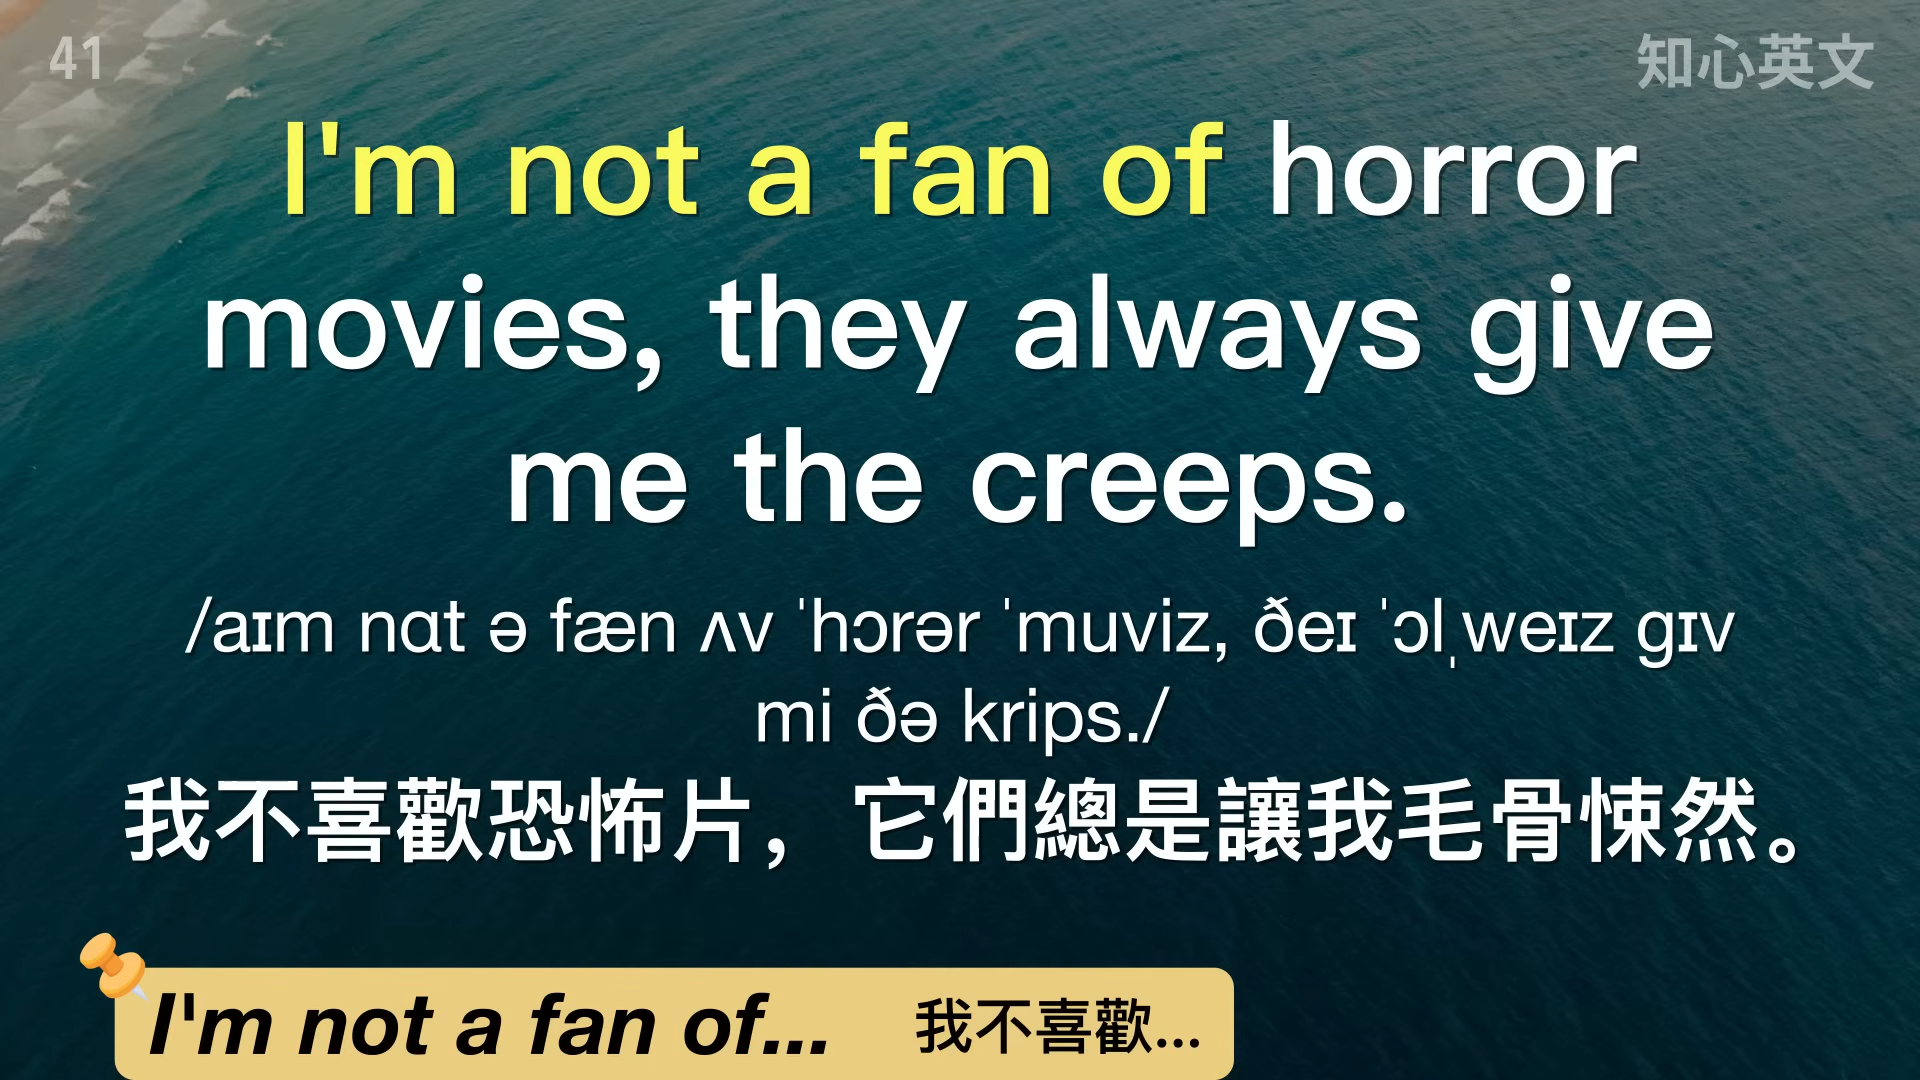 41
知心英文
I'm not a fan of horror
movies, they always give
me the creeps.
/aɪm nɑt ə fæn ʌv ˈhɔrər ˈmuviz, ðeɪ ˈɔlˌweɪz gɪv
mi ðə krips./
我不喜歡恐怖片，它們總是讓我毛骨悚然。
I'm not a fan of... 我不喜歡...